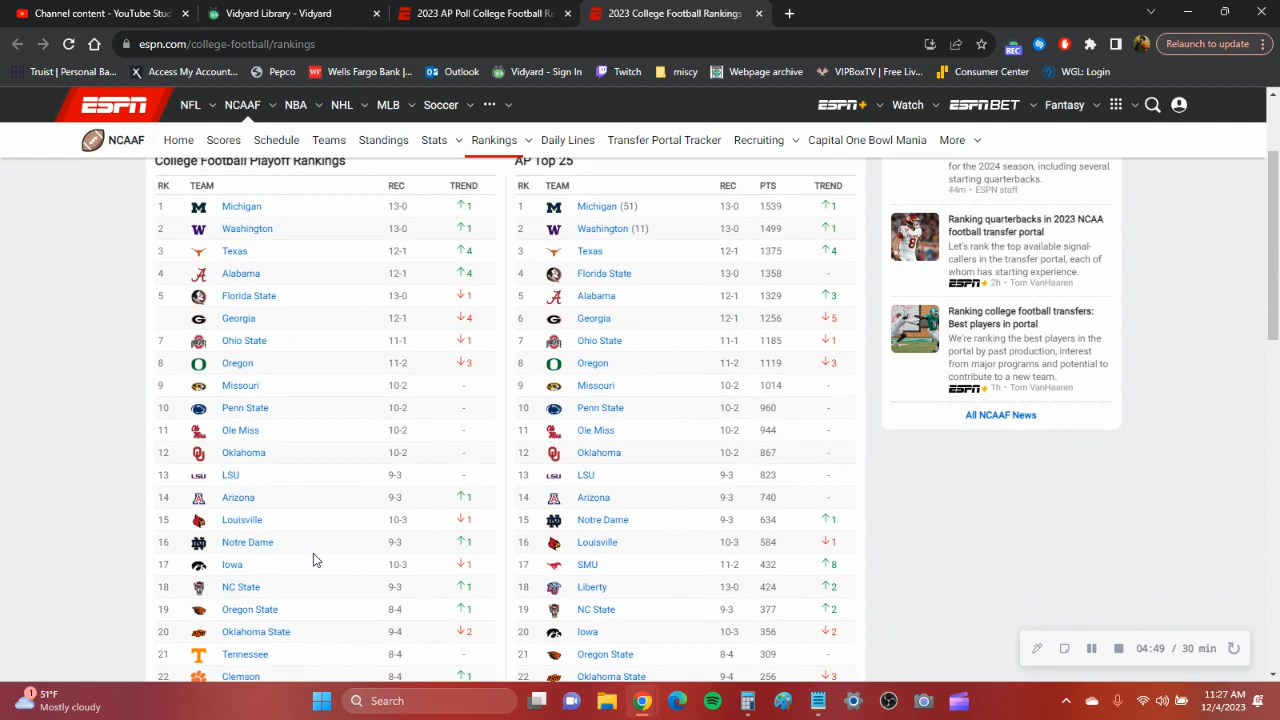 Content content - YouTube Stud
Vidyard Library - Vidyard
2023 AP Poll College Football Ra
2023 College Football Rankings
espn.com/college-football/rankings
REC
Relaunch to update
Truist | Personal Ba...
Access My Account...
Pepco
Wells Fargo Bank |...
Outlook
Vidyard - Sign In
Twitch
miscy
Webpage archive
VIPBoxTV | Free Liv...
Consumer Center
WGL: Login
ESPN NFL NCAAF NBA NHL MLB Soccer ESPN+ Watch ESPN BET Fantasy
NCAAF Home Scores Schedule Teams Standings Stats Rankings Daily Lines Transfer Portal Tracker Recruiting Capital One Bowl Mania More
College Football Playoff Rankings
RK TEAM REC TREND
1 Michigan 13-0 ↑1
2 Washington 13-0 ↑1
3 Texas 12-1 ↑4
4 Alabama 12-1 ↑4
5 Florida State 13-0 ↓1
Georgia 12-1 ↓4
7 Ohio State 11-1 ↓1
8 Oregon 11-2 ↓3
9 Missouri 10-2 -
10 Penn State 10-2 -
11 Ole Miss 10-2 -
12 Oklahoma 10-2 -
13 LSU 9-3 -
14 Arizona 9-3 ↑1
15 Louisville 10-3 ↓1
16 Notre Dame 9-3 ↑1
17 Iowa 10-3 ↓1
18 NC State 9-3 ↑1
19 Oregon State 8-4 ↑1
20 Oklahoma State 9-4 ↓2
21 Tennessee 8-4 -
22 Clemson 8-4 ↑1
AP Top 25
RK TEAM REC PTS TREND
1 Michigan (51) 13-0 1539 ↑1
2 Washington (11) 13-0 1499 ↑1
3 Texas 12-1 1375 ↑4
4 Florida State 13-0 1358 -
5 Alabama 12-1 1329 ↑3
6 Georgia 12-1 1256 ↓5
7 Ohio State 11-1 1185 ↓1
8 Oregon 11-2 1119 ↓3
9 Missouri 10-2 1014 -
10 Penn State 10-2 960 -
11 Ole Miss 10-2 944 -
12 Oklahoma 10-2 867 -
13 LSU 9-3 823 -
14 Arizona 9-3 740 -
15 Notre Dame 9-3 634 ↑1
16 Louisville 10-3 584 ↓1
17 SMU 11-2 432 ↑8
18 Liberty 13-0 424 ↑2
19 NC State 9-3 377 ↑2
20 Iowa 10-3 356 ↓2
21 Oregon State 8-4 309 -
22 Oklahoma State 9-4 256 ↓3
for the 2024 season, including several
starting quarterbacks.
44m • ESPN staff
Ranking quarterbacks in 2023 NCAA
football transfer portal
Let's rank the top available signal-
callers in the transfer portal, each of
whom has starting experience.
ESPN+ 2h • Tom VanHaaren
Ranking college football transfers:
Best players in portal
We're ranking the best players in the
portal by past production, interest
from major programs and potential to
contribute to a new team.
ESPN+ 1h • Tom VanHaaren
All NCAAF News
04:49 / 30 min
1
51°F
Mostly cloudy
Search
11:27 AM
12/4/2023